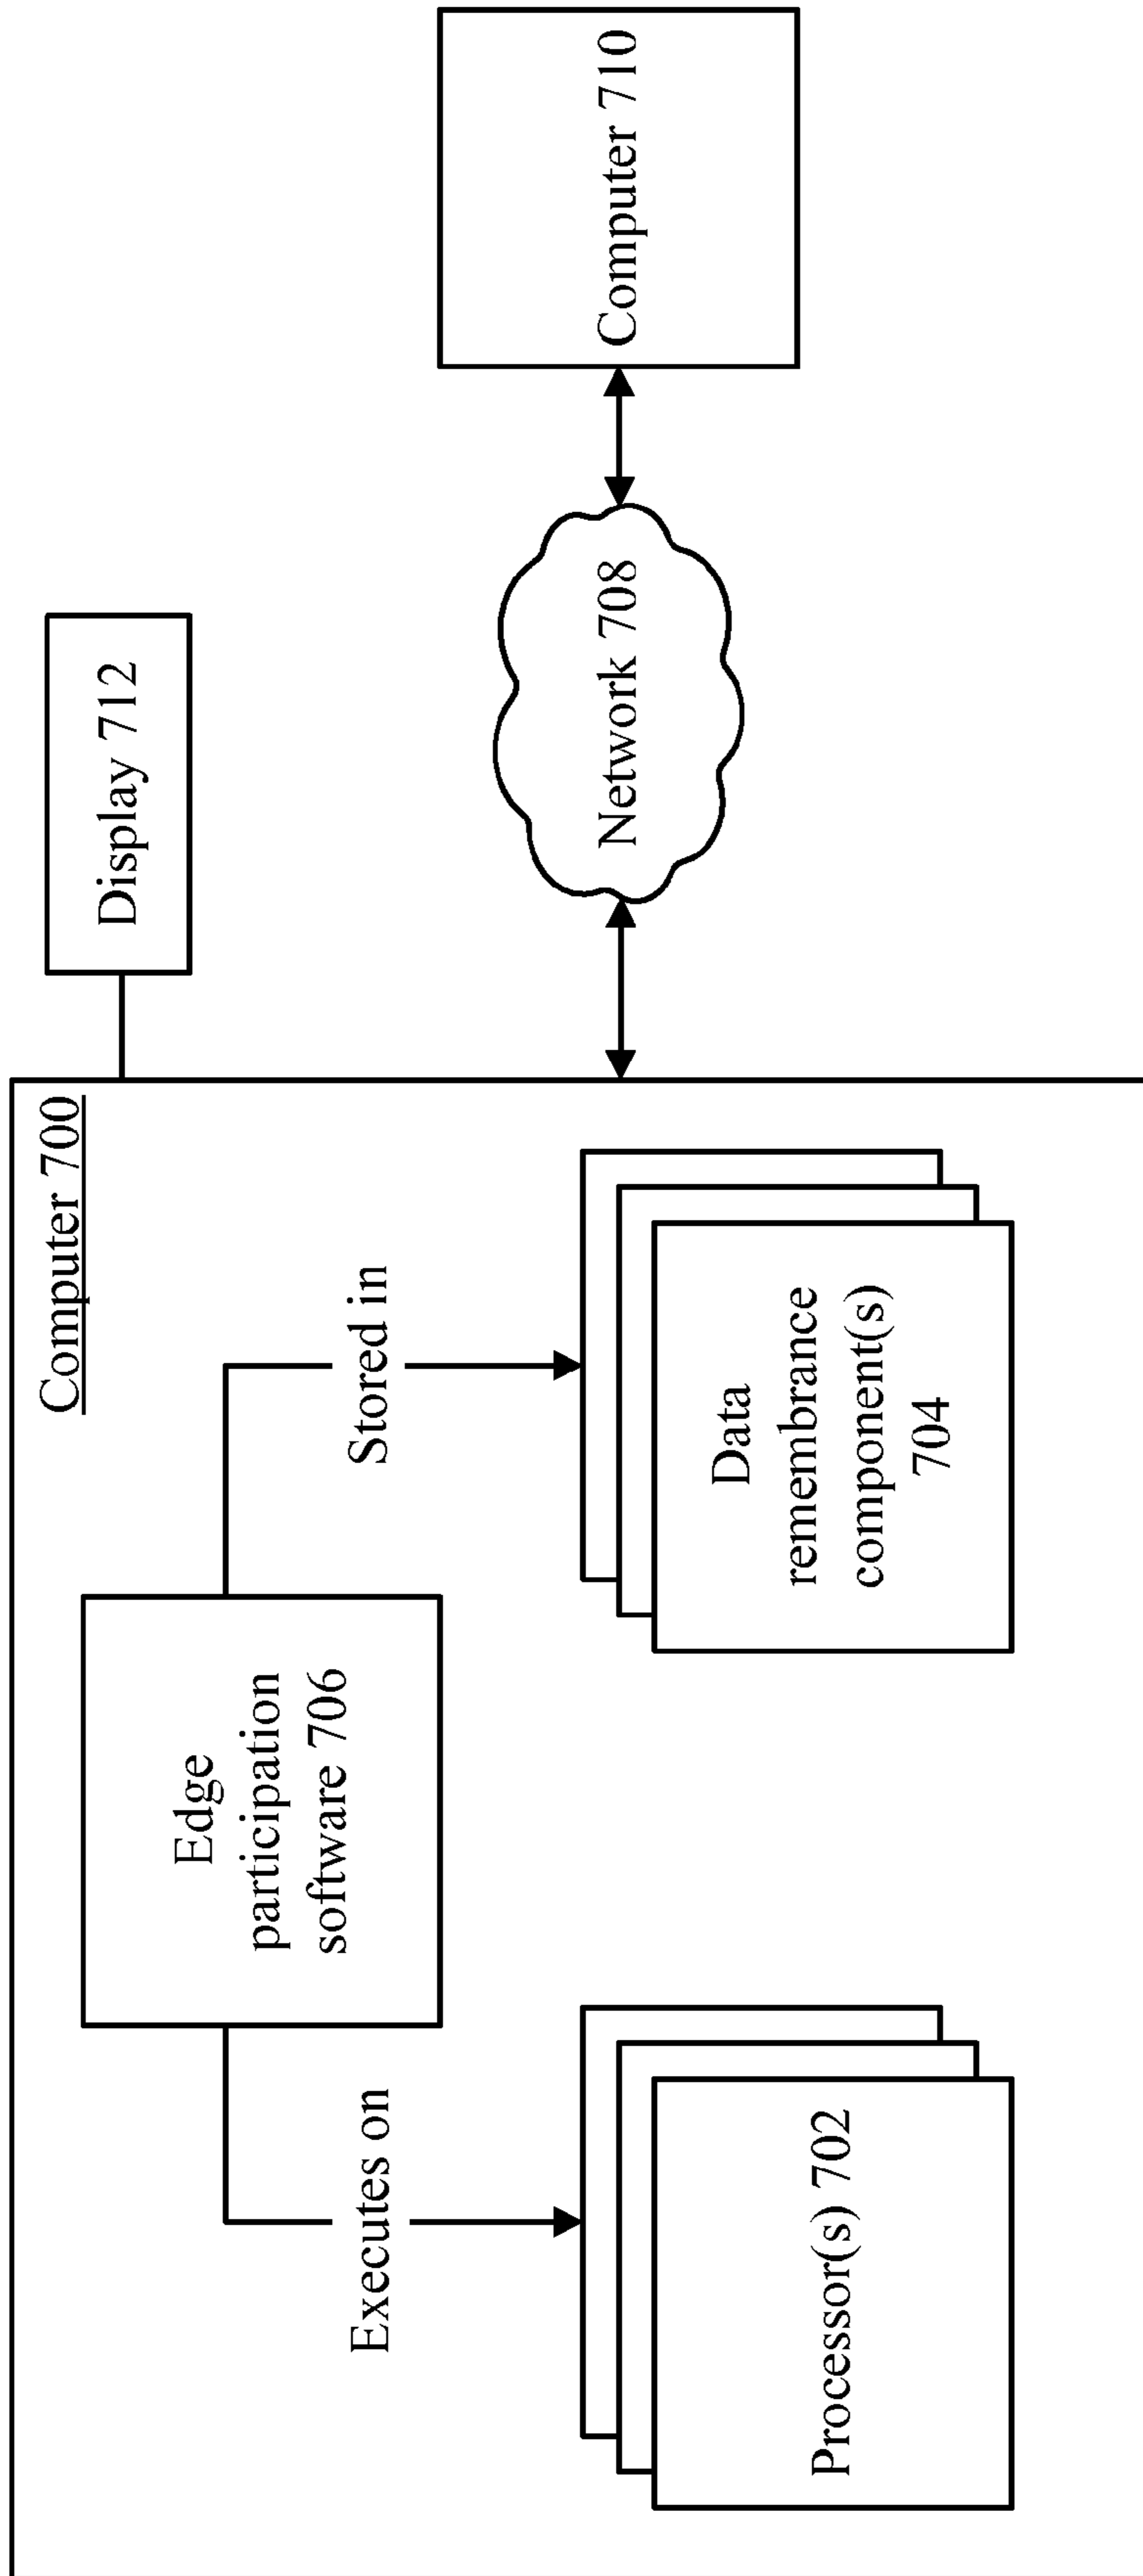 Computer 700
Edge
participation
software 706
Executes on
Stored in
Processor(s) 702
Data
remembrance
component(s)
704
Display 712
Network 708
Computer 710